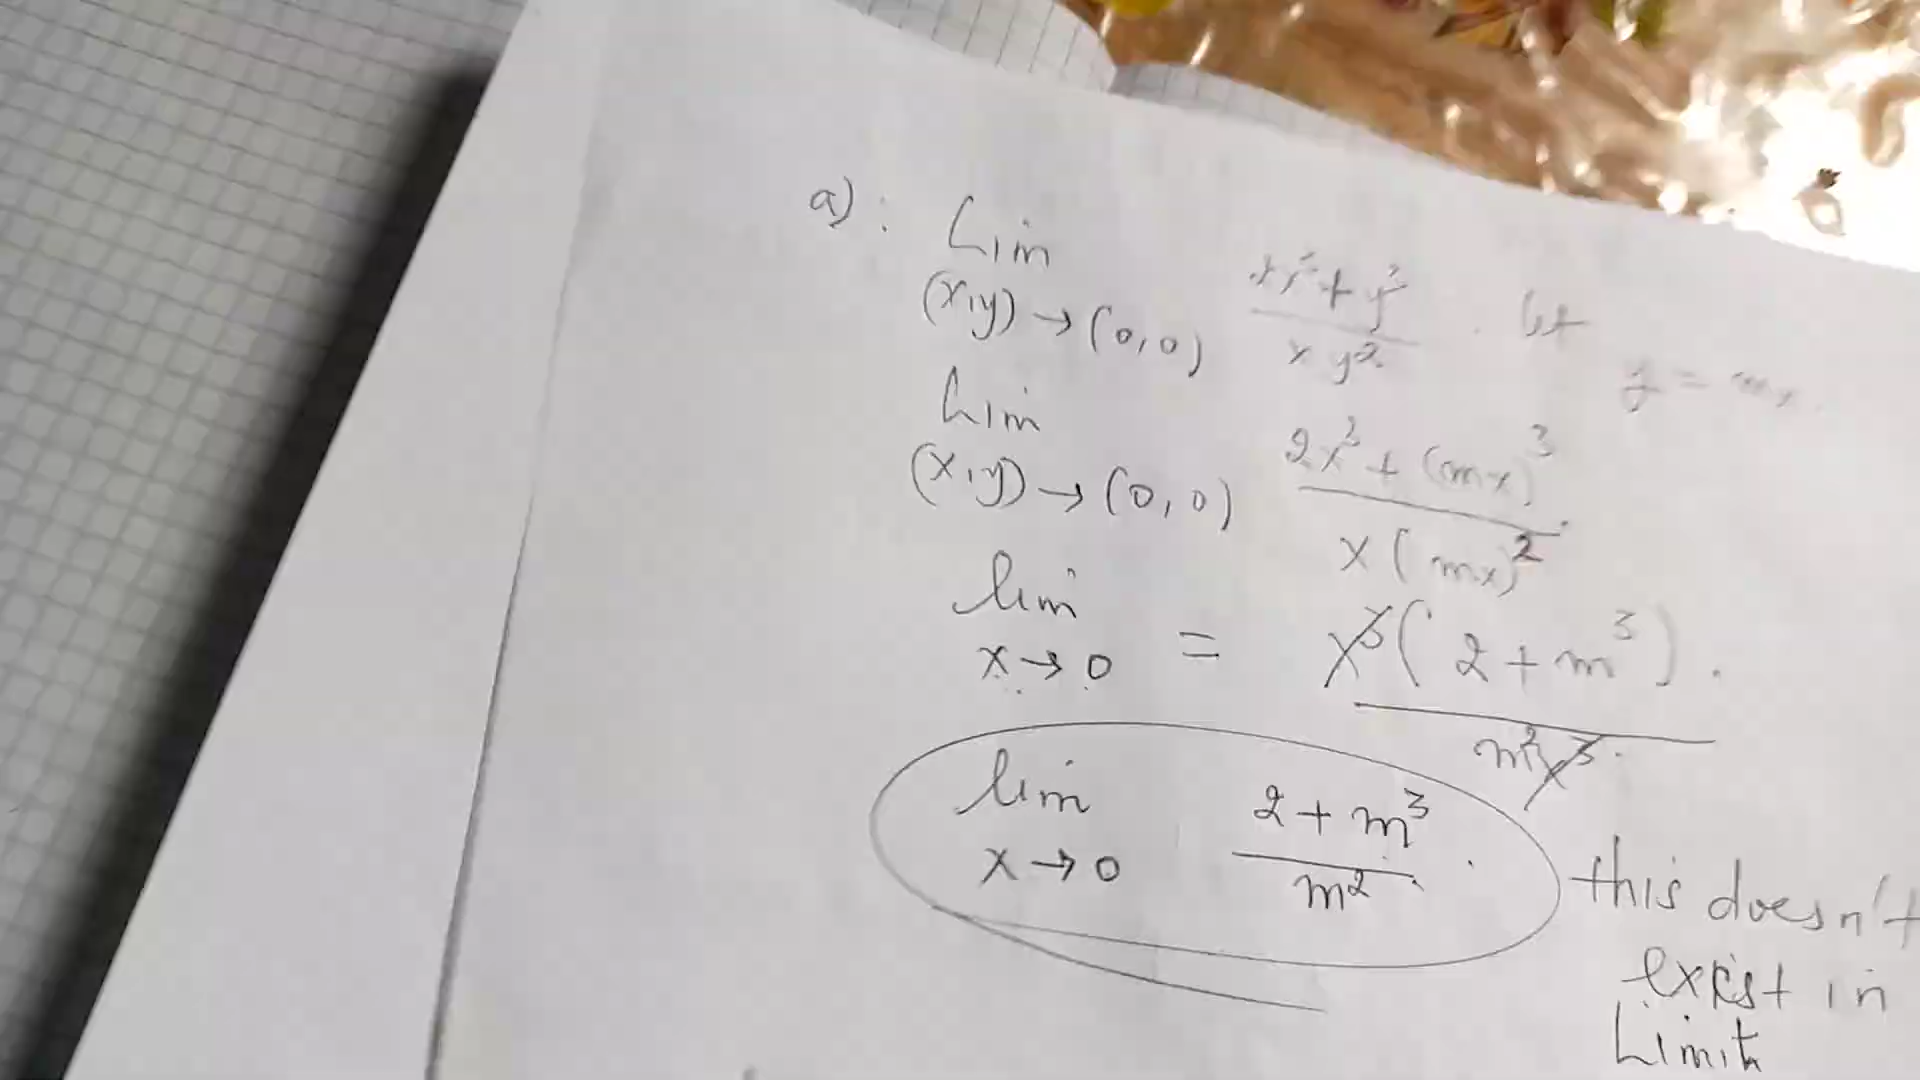 a): Lim (x,y) → (0,0) x³ + y³ / x y² . let y = mx.
Lim (x,y) → (0,0) 2x³ + (mx)³ / x (mx)²
lim x → 0 = x³ ( 2 + m³ ) . / m² x³ .
lim x → 0 2 + m³ / m² .
this doesn't
exist in
Limit